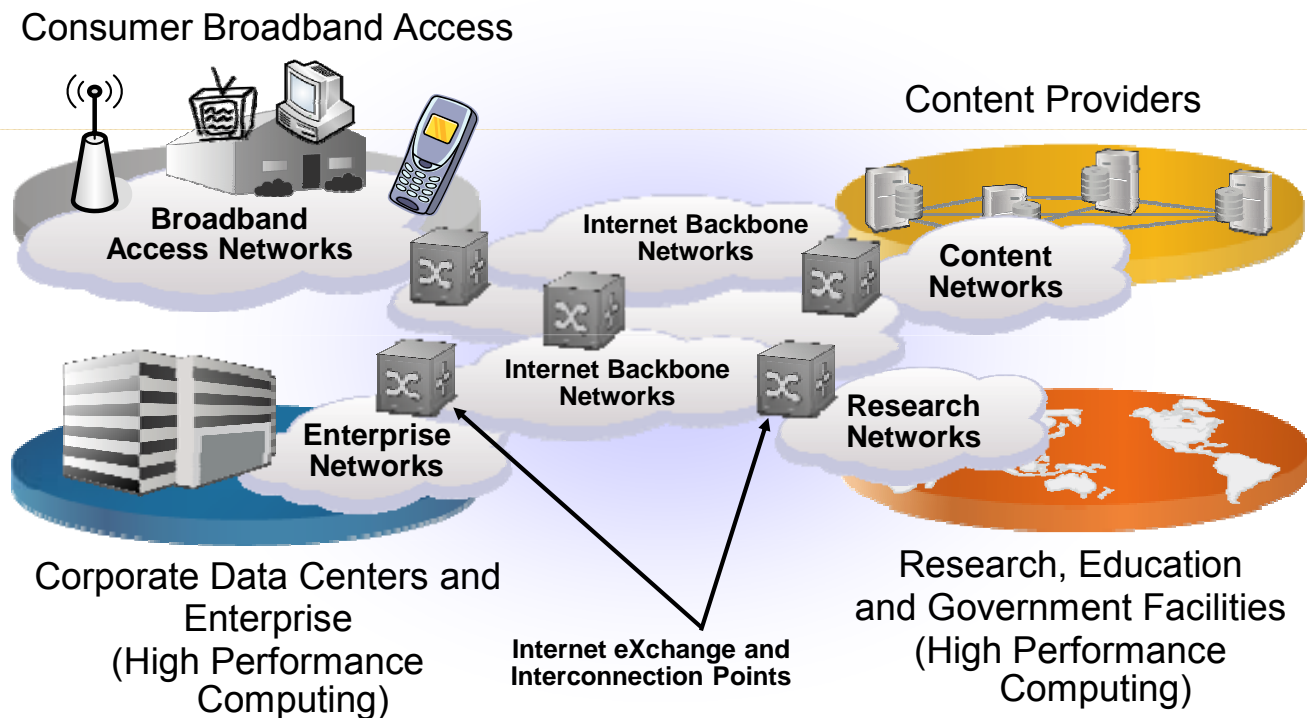 Consumer Broadband Access
Content Providers
Broadband
Access Networks
Internet Backbone
Networks
Content
Networks
Internet Backbone
Networks
Enterprise
Networks
Research
Networks
Corporate Data Centers and
Enterprise
(High Performance
Computing)
Internet eXchange and
Interconnection Points
Research, Education
and Government Facilities
(High Performance
Computing)